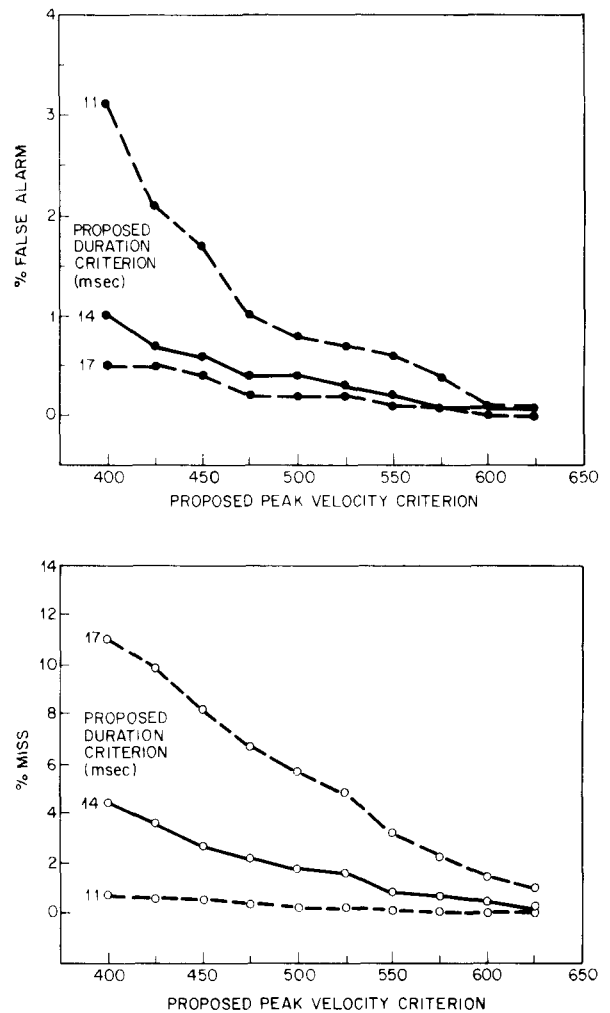 4
3
2
1
0
% FALSE ALARM
11
PROPOSED
DURATION
CRITERION
(msec)
14
17
400 450 500 550 600 650
PROPOSED PEAK VELOCITY CRITERION
14
12
10
8
6
4
2
0
% MISS
17
PROPOSED
DURATION
CRITERION
(msec)
14
11
400 450 500 550 600 650
PROPOSED PEAK VELOCITY CRITERION